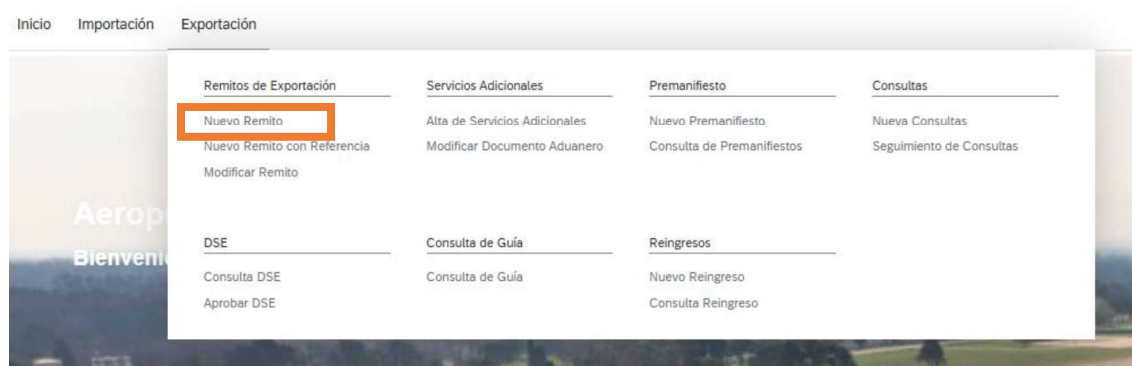 Inicio Importación Exportación
Remitos de Exportación Servicios Adicionales Premanifiesto Consultas
Nuevo Remito Alta de Servicios Adicionales Nuevo Premanifiesto Nueva Consultas
Nuevo Remito con Referencia Modificar Documento Aduanero Consulta de Premanifiestos Seguimiento de Consultas
Modificar Remito
DSE Consulta de Guía Reingresos
Consulta DSE Consulta de Guía Nuevo Reingreso
Aprobar DSE Consulta Reingreso